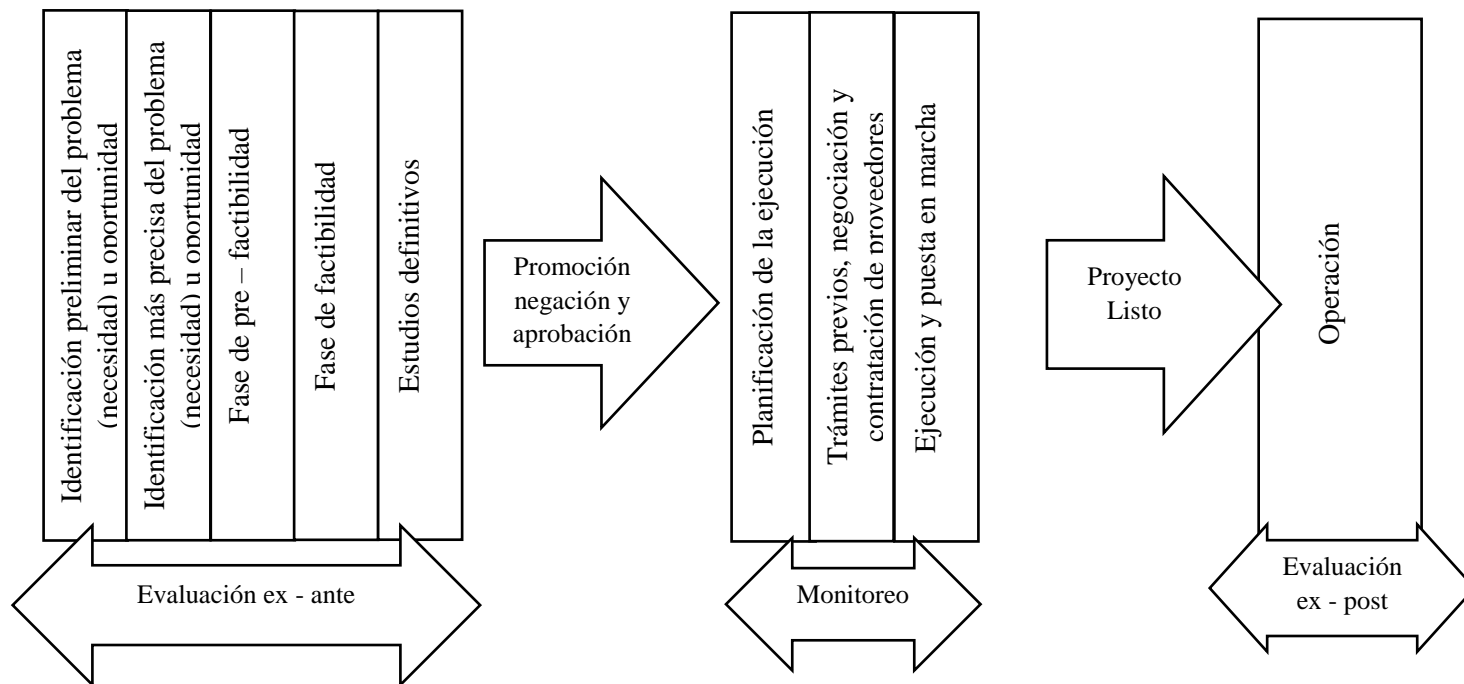 Identificación preliminar del problema
(necesidad) u oportunidad
Identificación más precisa del problema
(necesidad) u oportunidad
Fase de pre – factibilidad
Fase de factibilidad
Estudios definitivos
Promoción
negación y
aprobación
Planificación de la ejecución
Trámites previos, negociación y
contratación de proveedores
Ejecución y puesta en marcha
Proyecto
Listo
Operación
Evaluación ex - ante
Monitoreo
Evaluación
ex - post